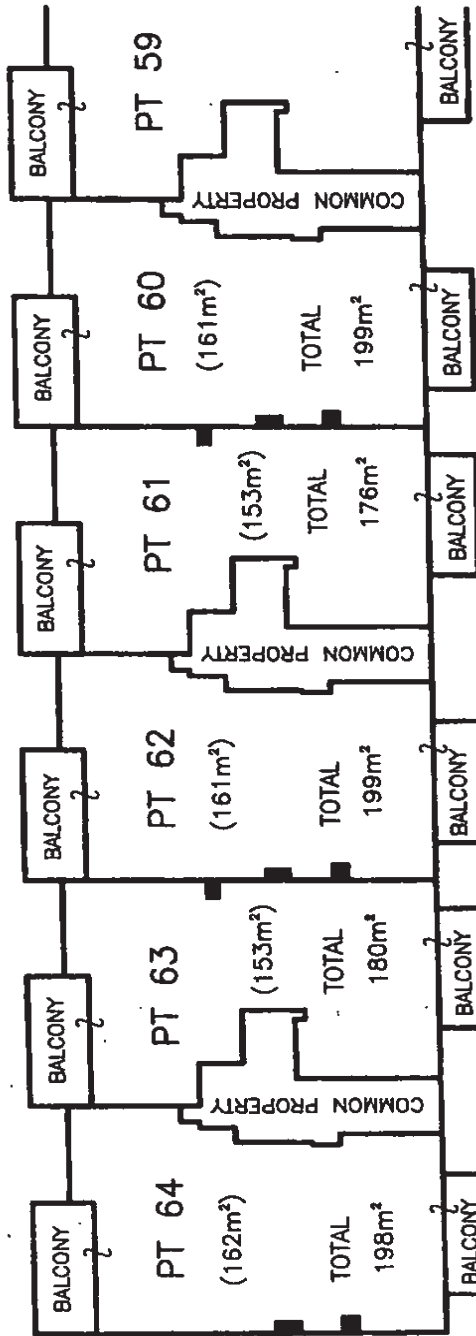 BALCONY
PT 64
(162m²)
TOTAL
198m²
BALCONY
COMMON PROPERTY
BALCONY
PT 63
(153m²)
TOTAL
180m²
BALCONY
BALCONY
PT 62
(161m²)
TOTAL
199m²
BALCONY
COMMON PROPERTY
BALCONY
PT 61
(153m²)
TOTAL
176m²
BALCONY
BALCONY
PT 60
(161m²)
TOTAL
199m²
BALCONY
COMMON PROPERTY
BALCONY
PT 59
BALCONY